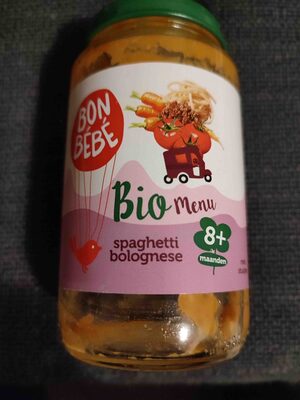 BON
BÉBÉ
Bio Menu
spaghetti
bolognese
8+
maanden